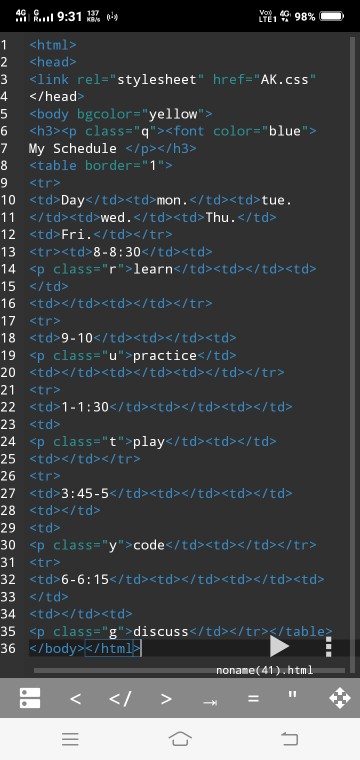 4G G R 9:31 137 KB/s Vo) LTE1 4G 98%
1 <html>
2 <head>
3 <link rel="stylesheet" href="AK.css"
4 </head>
5 <body bgcolor="yellow">
6 <h3><p class="q"><font color="blue">
7 My Schedule </p></h3>
8 <table border="1">
9 <tr>
10 <td>Day</td><td>mon.</td><td>tue.
11 </td><td>wed.</td><td>Thu.</td>
12 <td>Fri.</td></tr>
13 <tr><td>8-8:30</td><td>
14 <p class="r">learn</td><td></td><td>
15 </td>
16 <td></td><td></td></tr>
17 <tr>
18 <td>9-10</td><td></td><td>
19 <p class="u">practice</td>
20 <td></td><td></td><td></td></tr>
21 <tr>
22 <td>1-1:30</td><td></td><td></td>
23 <td>
24 <p class="t">play</td><td></td>
25 <td></td></tr>
26 <tr>
27 <td>3:45-5</td><td></td><td></td>
28 <td></td>
29 <td>
30 <p class="y">code</td><td></td></tr>
31 <tr>
32 <td>6-6:15</td><td></td><td></td><td>
33 </td>
34 <td></td><td>
35 <p class="g">discuss</td></tr></table>
36 </body></html>
noname(41).html
< </ > = "